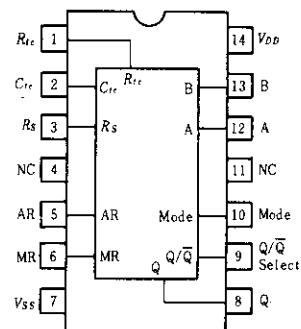 Rtc 1 14 VDD
Rtc
Ctc 2 Ctc B 13 B
Rs 3 Rs A 12 A
NC 4 11 NC
AR 5 AR Mode 10 Mode
MR 6 MR Q/Q̅ 9 Q/Q̅ Select
Q
VSS 7 8 Q